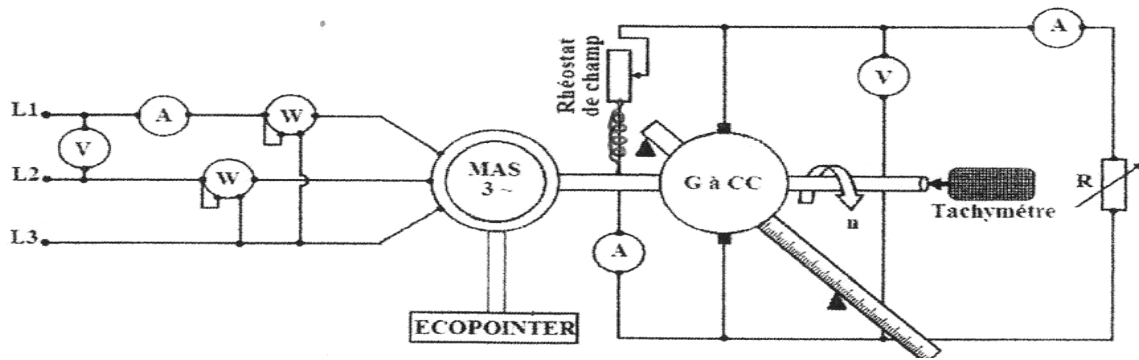 Rhéostat
de champ
A
V
L1
A
W
V
L2
W
MAS
3 ~
G à CC
R
n
Tachymétre
L3
A
ECOPOINTER